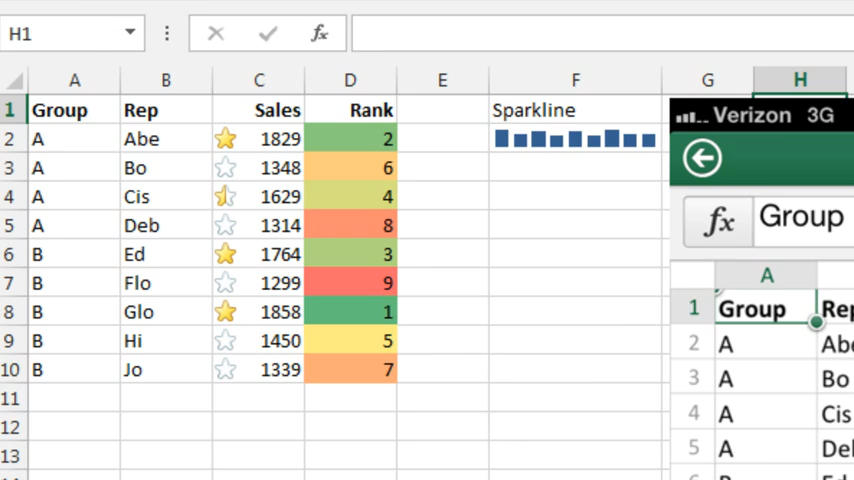 H1 fx
A B C D E F G H
1 Group Rep Sales Rank Sparkline
2 A Abe 1829 2
3 A Bo 1348 6
4 A Cis 1629 4
5 A Deb 1314 8
6 B Ed 1764 3
7 B Flo 1299 9
8 B Glo 1858 1
9 B Hi 1450 5
10 B Jo 1339 7
11
12
13
Verizon 3G
fx Group
A
1 Group Rep
2 A Abe
3 A Bo
4 A Cis
5 A Del